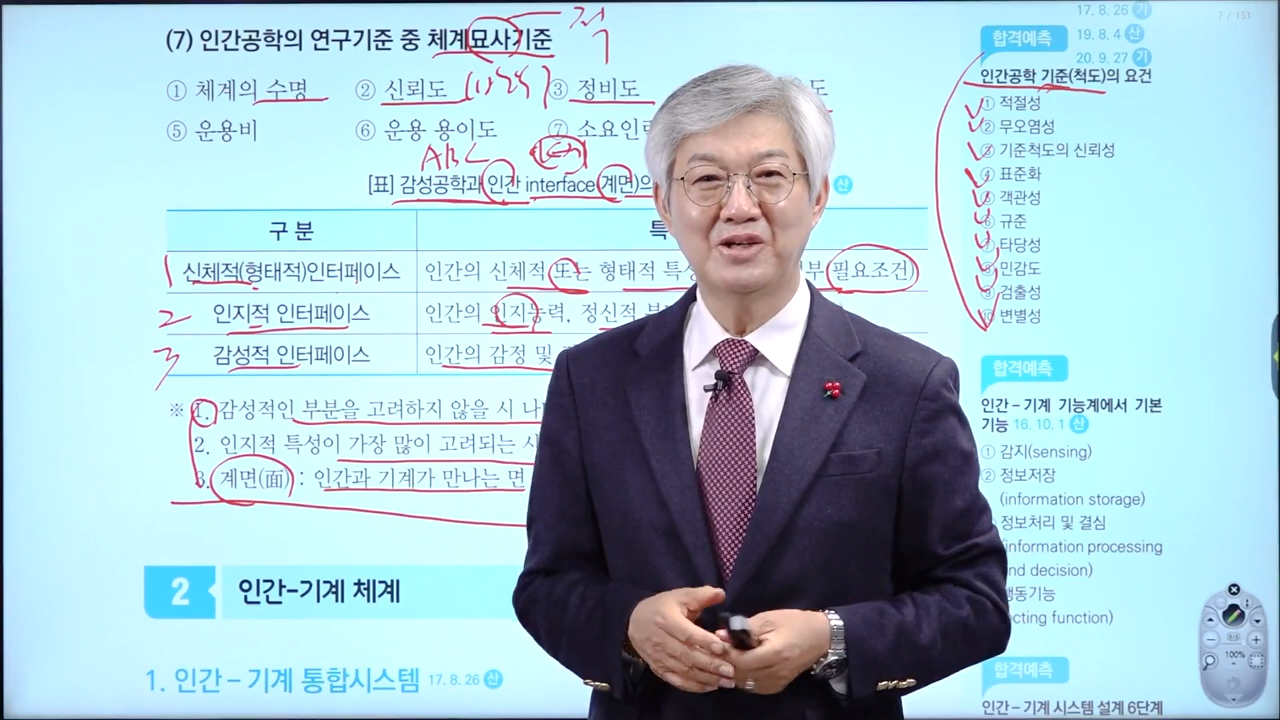 (7) 인간공학의 연구기준 중 체계묘사기준
적
① 체계의 수명 ② 신뢰도 ③ 정비도 도
⑤ 운용비 ⑥ 운용 용이도 ⑦ 소요인력
ABC
[표] 감성공학과 인간 interface(계면)의 산
구 분 특
1 신체적(형태적)인터페이스 인간의 신체적 또는 형태적 특성 부(필요조건)
2 인지적 인터페이스 인간의 인지능력, 정신적 부
3 감성적 인터페이스 인간의 감정 및
※ 1. 감성적인 부분을 고려하지 않을 시 나
2. 인지적 특성이 가장 많이 고려되는 사
3. 계면(面) : 인간과 기계가 만나는 면
2 인간-기계 체계
1. 인간-기계 통합시스템 17. 8. 26 산
7 / 151
17. 8. 26 기
합격예측 19. 8. 4 산
20. 9. 27 기
인간공학 기준(척도)의 요건
① 적절성
② 무오염성
③ 기준척도의 신뢰성
④ 표준화
⑤ 객관성
⑥ 규준
⑦ 타당성
⑧ 민감도
⑨ 검출성
⑩ 변별성
합격예측
인간-기계 기능계에서 기본
기능 16. 10. 1 산
① 감지(sensing)
② 정보저장
(information storage)
정보처리 및 결심
information processing
nd decision)
행동기능
cting function)
합격예측
인간-기계 시스템 설계 6단계
100%